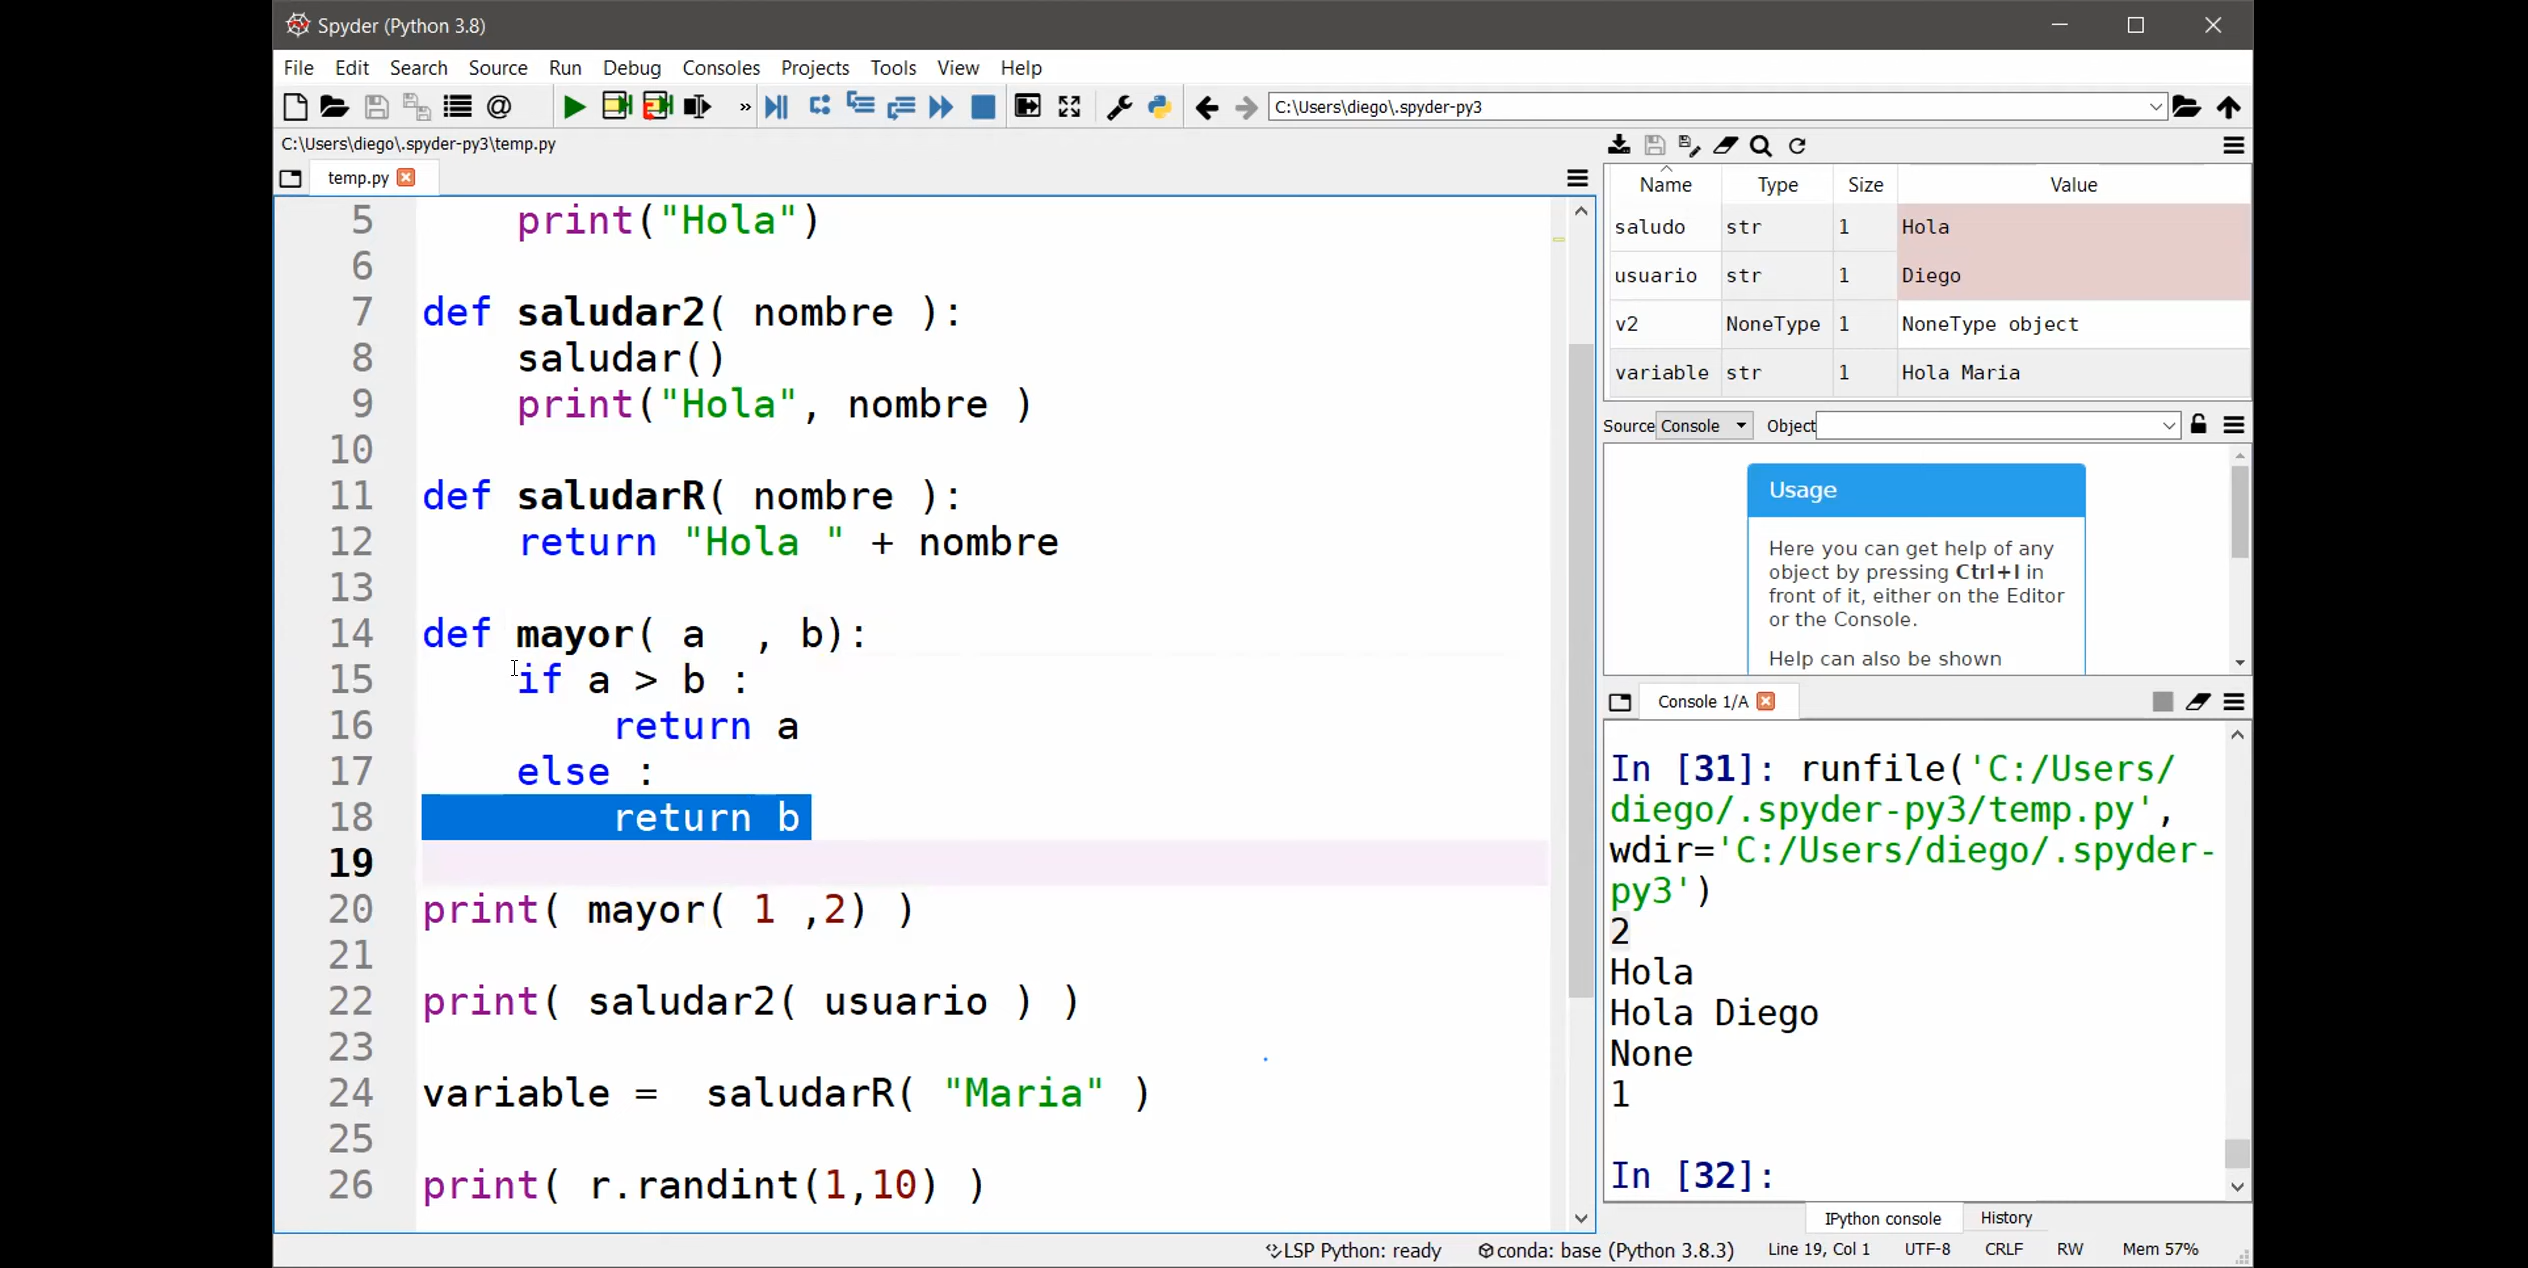 Spyder (Python 3.8)
File Edit Search Source Run Debug Consoles Projects Tools View Help
C:\Users\diego\.spyder-py3
C:\Users\diego\.spyder-py3\temp.py
temp.py
5     print("Hola")
6
7 def saludar2( nombre ):
8     saludar()
9     print("Hola", nombre )
10
11 def saludarR( nombre ):
12     return "Hola " + nombre
13
14 def mayor( a  , b):
15     if a > b :
16         return a
17     else :
18         return b
19
20 print( mayor( 1 ,2) )
21
22 print( saludar2( usuario ) )
23
24 variable =  saludarR( "Maria" )
25
26 print( r.randint(1,10) )
Name Type Size Value
saludo str 1 Hola
usuario str 1 Diego
v2 NoneType 1 NoneType object
variable str 1 Hola Maria
Source Console Object
Usage
Here you can get help of any
object by pressing Ctrl+I in
front of it, either on the Editor
or the Console.
Help can also be shown
Console 1/A
In [31]: runfile('C:/Users/
diego/.spyder-py3/temp.py',
wdir='C:/Users/diego/.spyder-
py3')
2
Hola
Hola Diego
None
1
In [32]:
IPython console History
LSP Python: ready conda: base (Python 3.8.3) Line 19, Col 1 UTF-8 CRLF RW Mem 57%